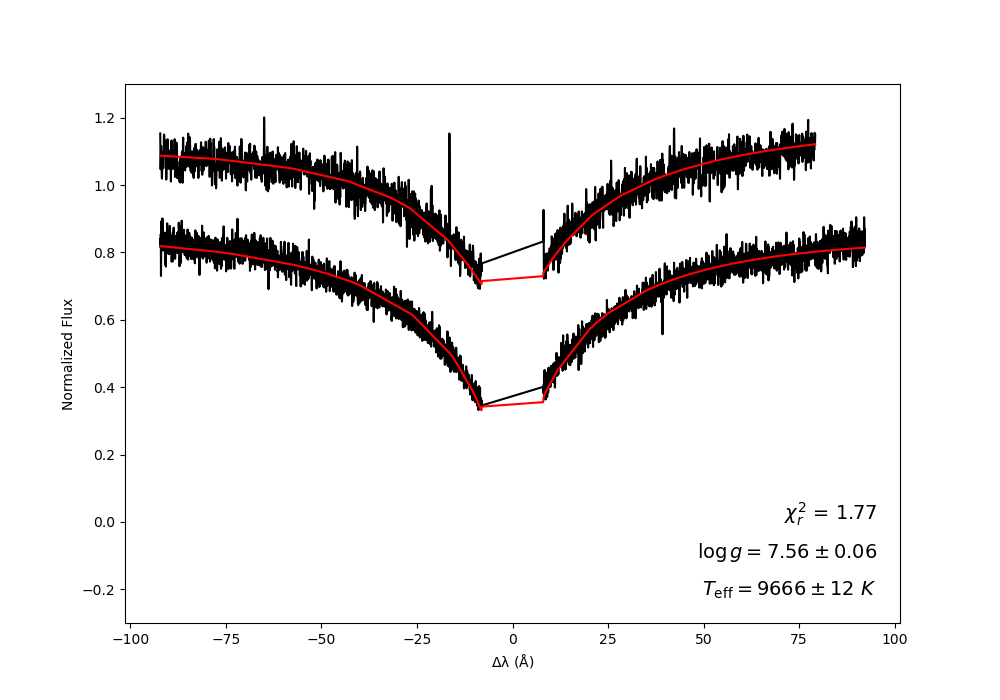 1.2
1.0
0.8
0.6
0.4
0.2
0.0
−0.2
Normalized Flux
χ²ᵣ = 1.77
log g = 7.56 ± 0.06
T_eff = 9666 ± 12 K
−100 −75 −50 −25 0 25 50 75 100
Δλ (Å)